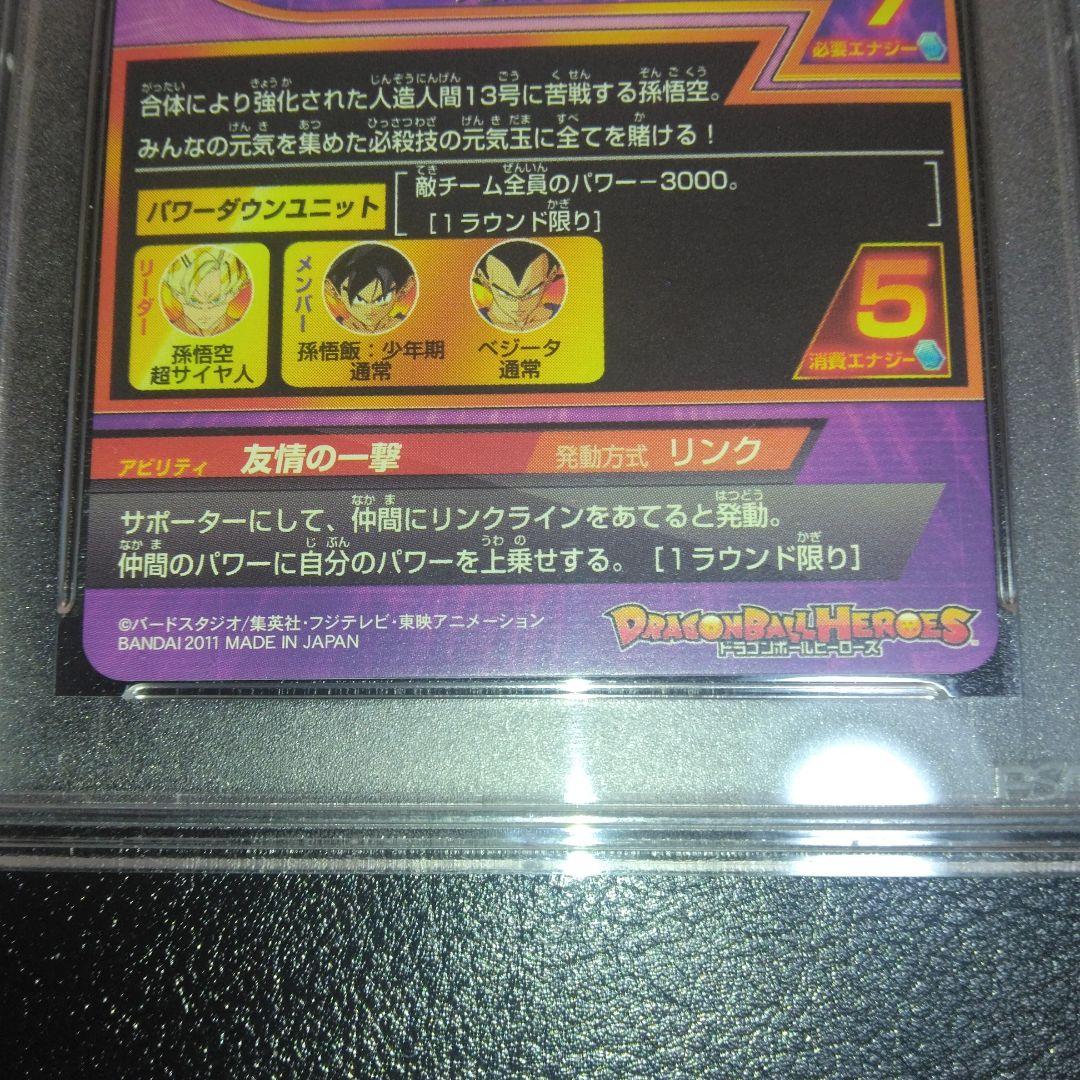 7
必要エナジー
合体により強化された人造人間13号に苦戦する孫悟空。
みんなの元気を集めた必殺技の元気玉に全てを賭ける！
パワーダウンユニット
敵チーム全員のパワー−3000。
[1ラウンド限り]
リーダー
孫悟空
超サイヤ人
メンバー
孫悟飯：少年期
通常
ベジータ
通常
5
消費エナジー
アビリティ 友情の一撃 発動方式 リンク
サポーターにして、仲間にリンクラインをあてると発動。
仲間のパワーに自分のパワーを上乗せする。[1ラウンド限り]
©バードスタジオ/集英社・フジテレビ・東映アニメーション
BANDAI 2011 MADE IN JAPAN
DRAGON BALL HEROES
ドラゴンボールヒーローズ
PSA